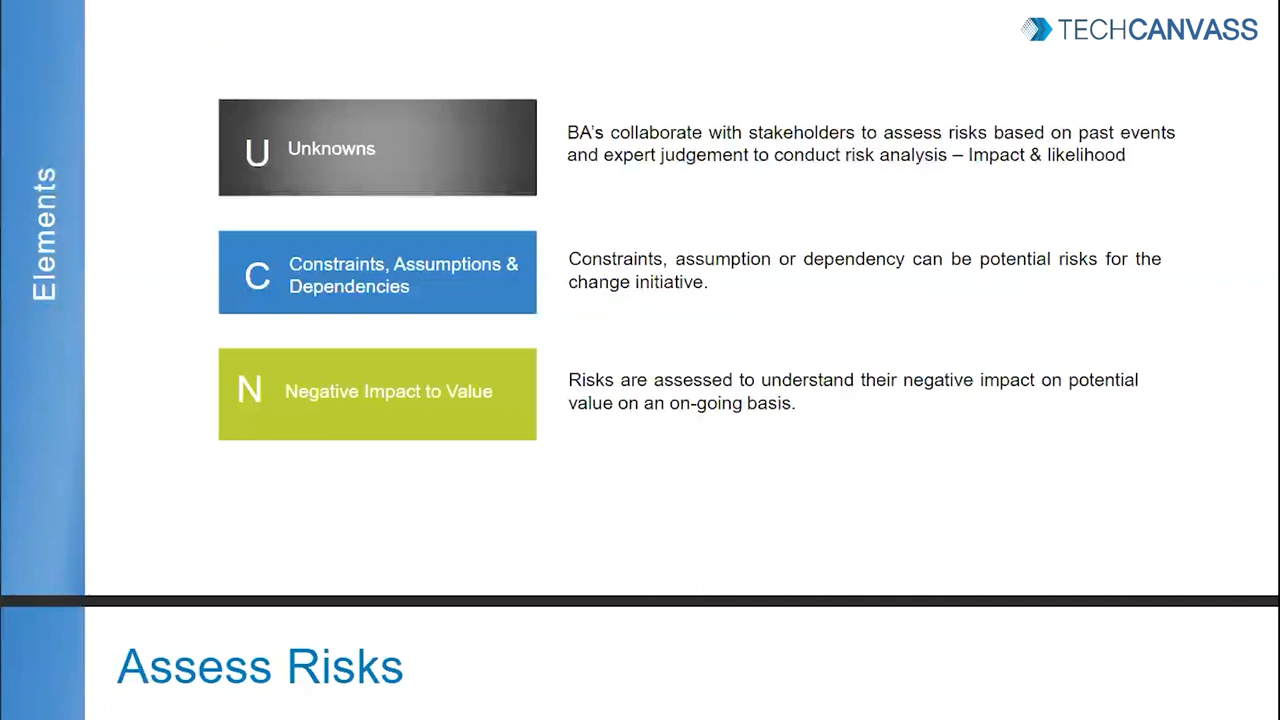 TECHCANVASS
Elements
U Unknowns
BA's collaborate with stakeholders to assess risks based on past events
and expert judgement to conduct risk analysis – Impact & likelihood
C Constraints, Assumptions &
Dependencies
Constraints, assumption or dependency can be potential risks for the
change initiative.
N Negative Impact to Value
Risks are assessed to understand their negative impact on potential
value on an on-going basis.
Assess Risks